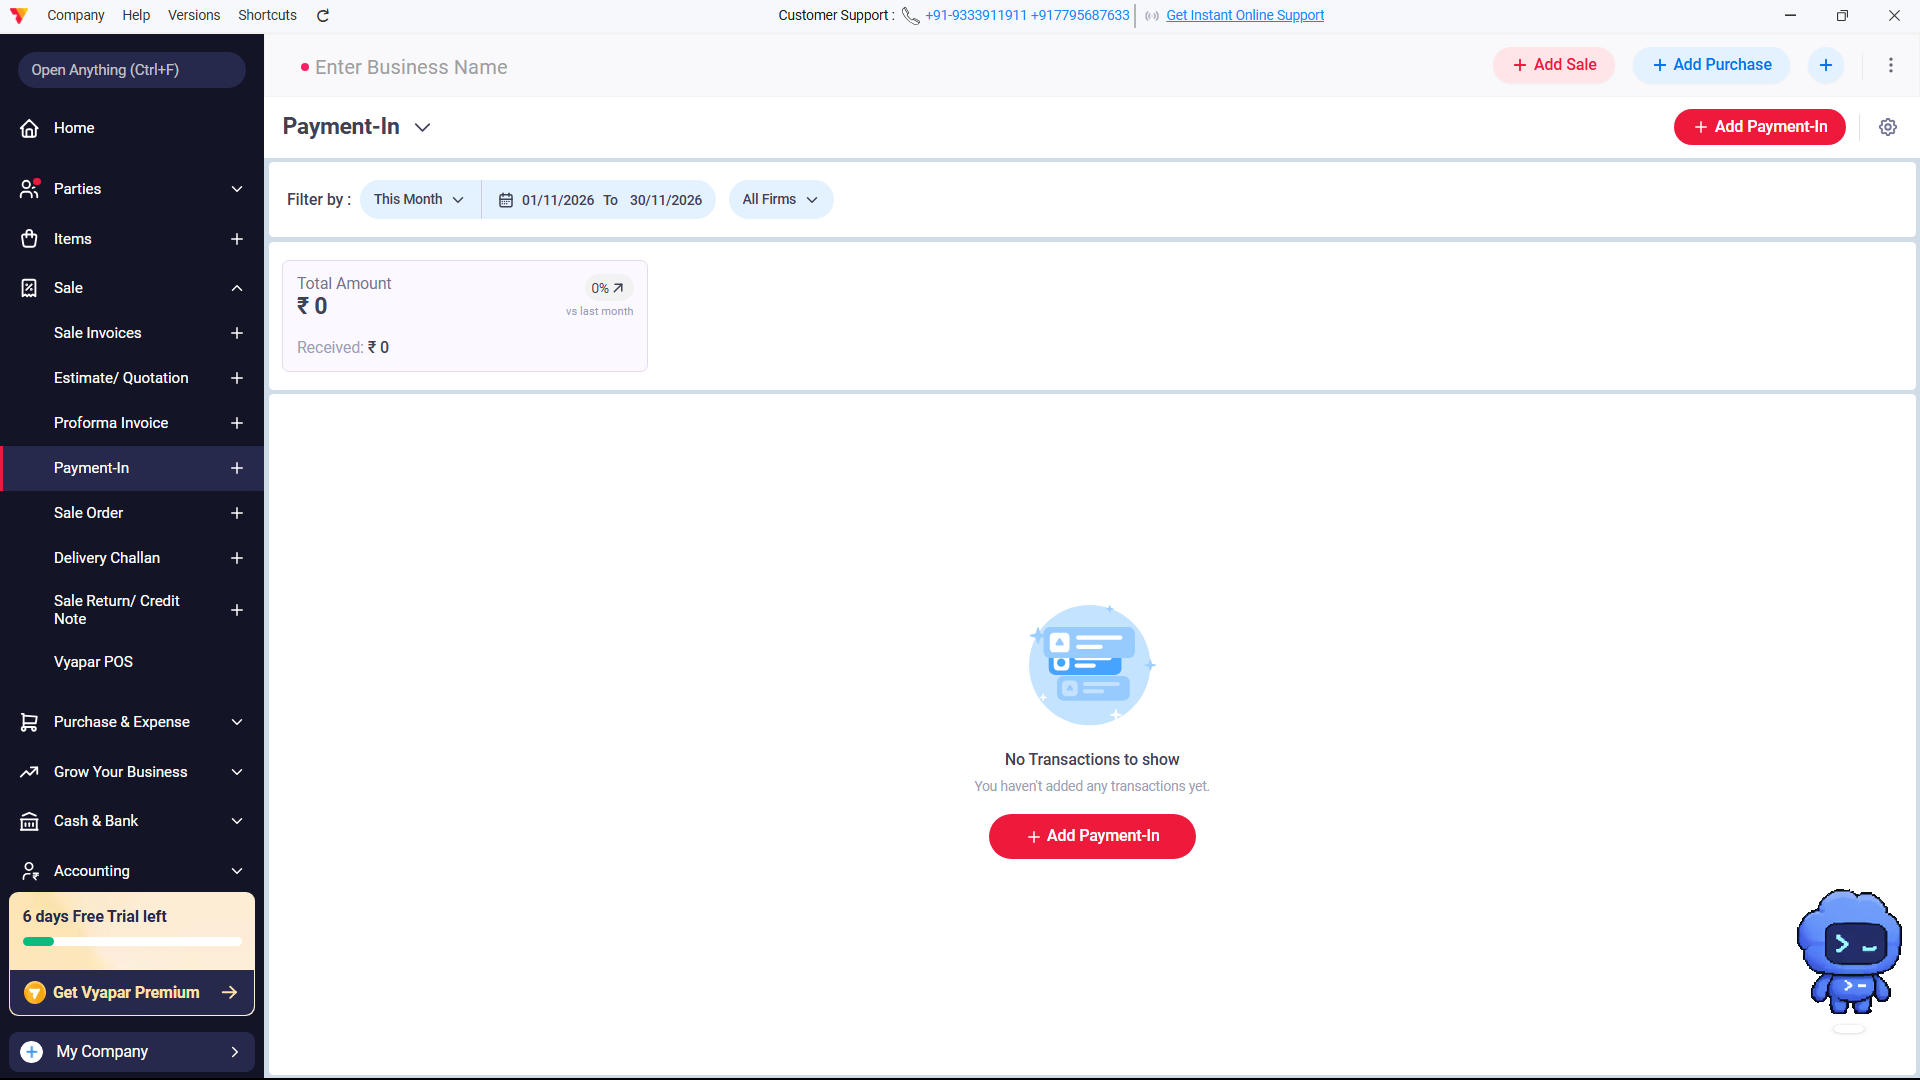 Company Help Versions Shortcuts
Customer Support : +91-9333911911 +917795687633 Get Instant Online Support
Open Anything (Ctrl+F)
Enter Business Name
+ Add Sale
+ Add Purchase
Home
Parties
Items
Sale
Sale Invoices
Estimate/ Quotation
Proforma Invoice
Payment-In
Sale Order
Delivery Challan
Sale Return/ Credit
Note
Vyapar POS
Purchase & Expense
Grow Your Business
Cash & Bank
Accounting
6 days Free Trial left
Get Vyapar Premium
My Company
Payment-In
+ Add Payment-In
Filter by : This Month 01/11/2026 To 30/11/2026 All Firms
Total Amount
₹ 0
0%
vs last month
Received: ₹ 0
No Transactions to show
You haven't added any transactions yet.
+ Add Payment-In